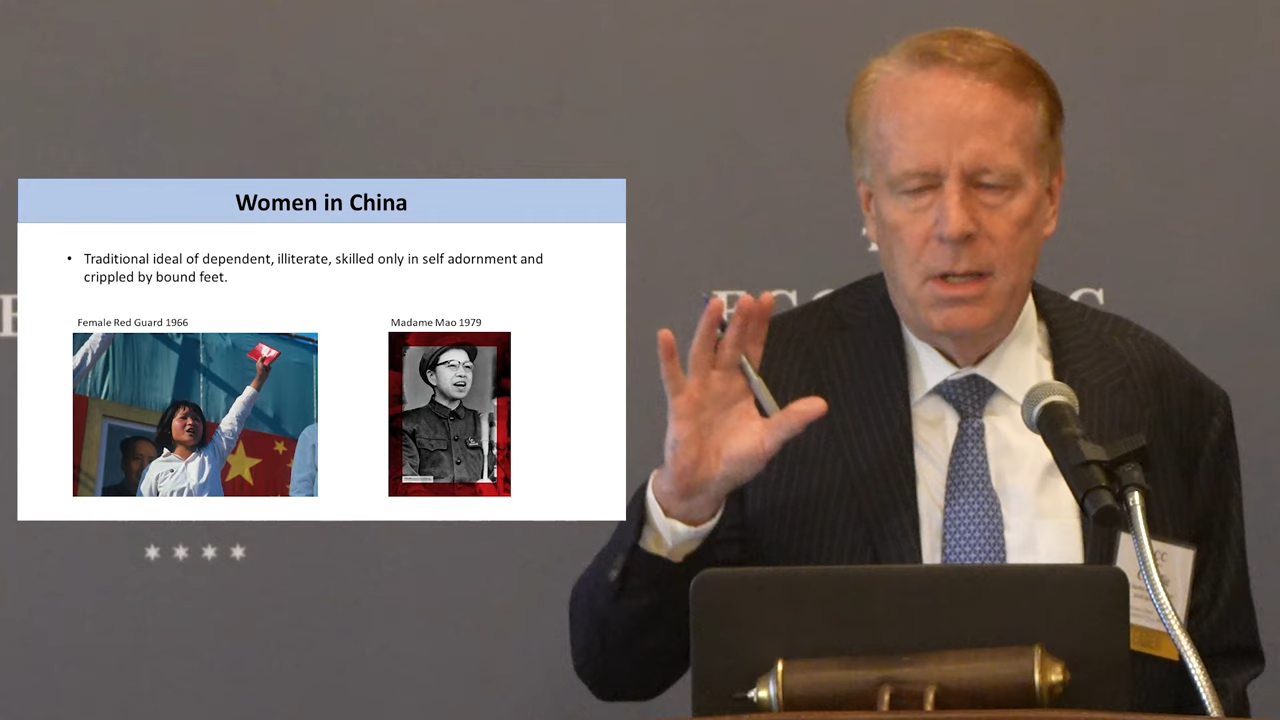 Women in China
• Traditional ideal of dependent, illiterate, skilled only in self adornment and
crippled by bound feet.
Female Red Guard 1966
Madame Mao 1979